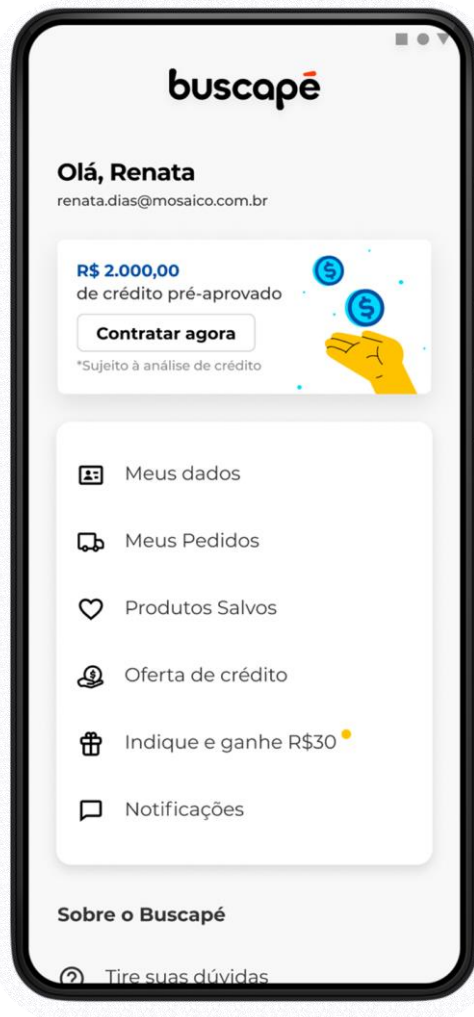 buscapé
Olá, Renata
renata.dias@mosaico.com.br
R$ 2.000,00
de crédito pré-aprovado
Contratar agora
*Sujeito à análise de crédito
Meus dados
Meus Pedidos
Produtos Salvos
Oferta de crédito
Indique e ganhe R$30
Notificações
Sobre o Buscapé
Tire suas dúvidas